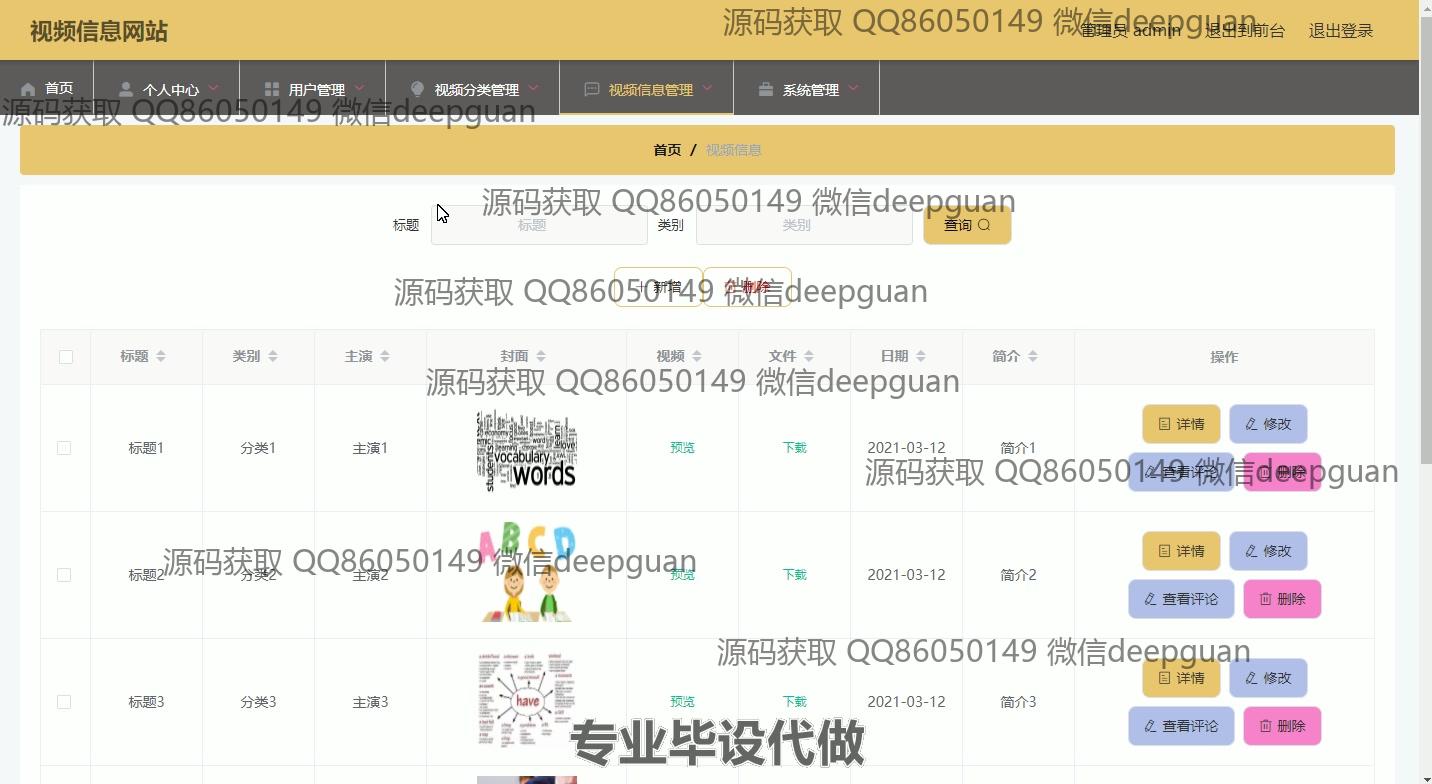 视频信息网站
源码获取 QQ86050149 微信deepguan
管理员 admin 退出到前台 退出登录
首页 个人中心 用户管理 视频分类管理 视频信息管理 系统管理
源码获取 QQ86050149 微信deepguan
首页 / 视频信息
源码获取 QQ86050149 微信deepguan
标题 标题 类别 类别 查询
+ 新增 删除
源码获取 QQ86050149 微信deepguan
标题 类别 主演 封面 视频 文件 日期 简介 操作
源码获取 QQ86050149 微信deepguan
详情 修改
标题1 分类1 主演1 预览 下载 2021-03-12 简介1
vocabulary
words
students
查看评论 删除
源码获取 QQ86050149 微信deepguan
A B C D
详情 修改
源码获取 QQ86050149 微信deepguan
标题2 分类2 主演2 预览 下载 2021-03-12 简介2
查看评论 删除
源码获取 QQ86050149 微信deepguan
详情 修改
标题3 分类3 主演3 have 预览 下载 2021-03-12 简介3
查看评论 删除
专业毕设代做